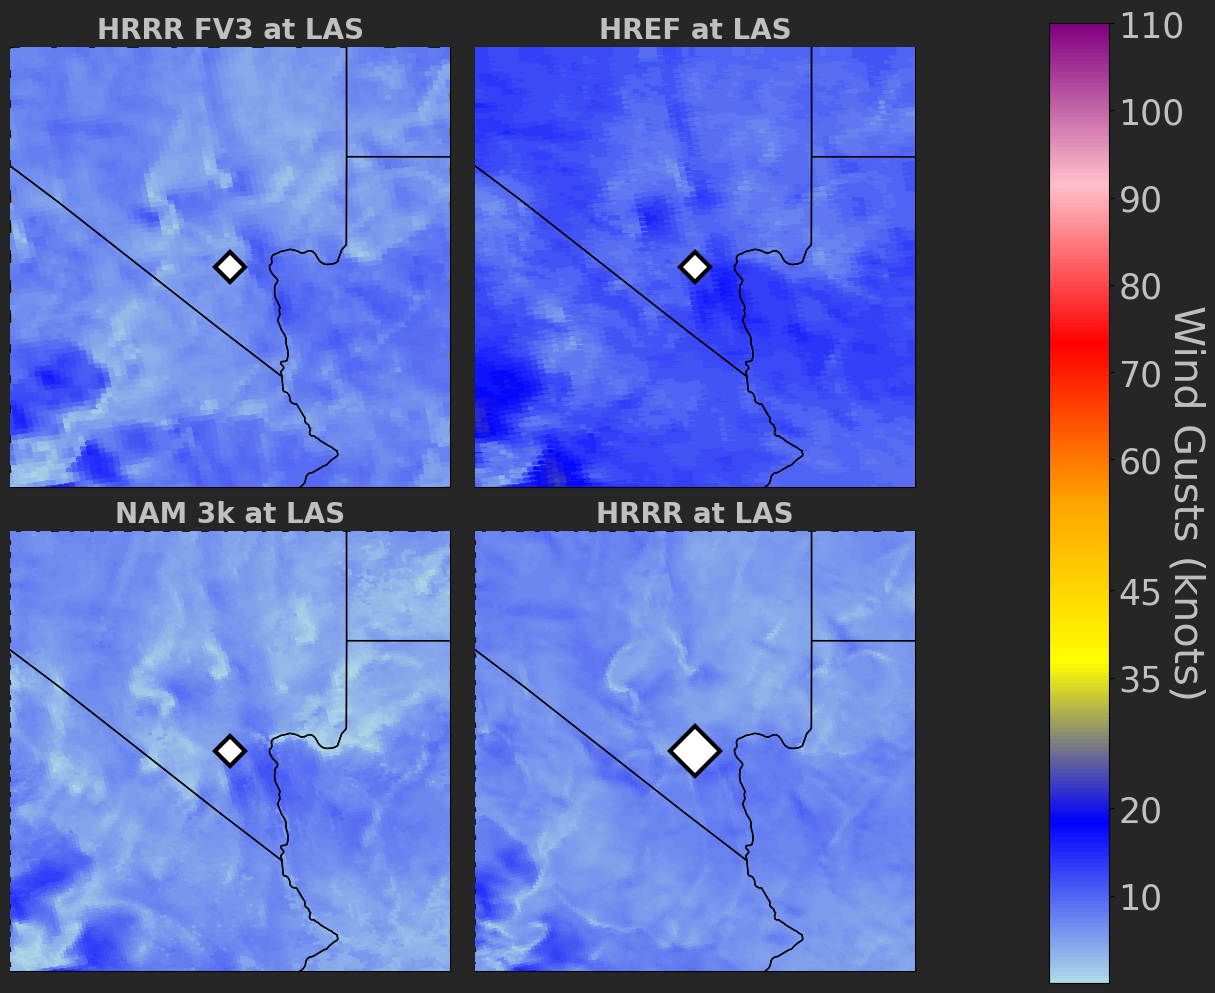 HRRR FV3 at LAS
HREF at LAS
NAM 3k at LAS
HRRR at LAS
110
100
90
80
70
60
45
35
20
10
Wind Gusts (knots)